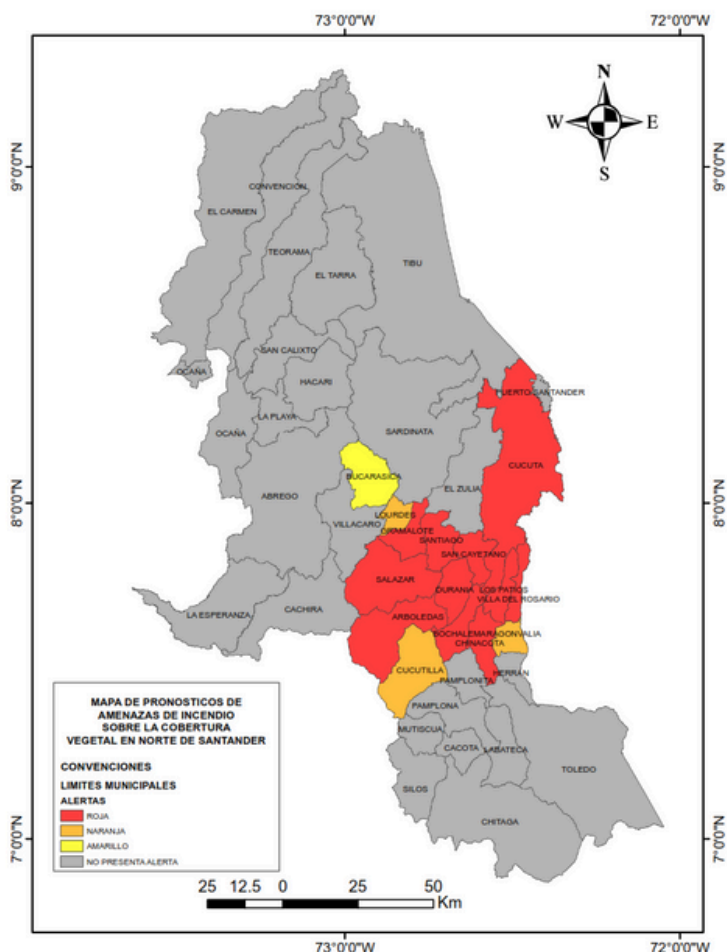 73°0'0"W
72°0'0"W
N
W
E
S
9°0'0"N
9°0'0"N
CONVENCIÓN
EL CARMEN
TEORAMA
TIBU
EL TARRA
SAN CALIXTO
OCAÑA
HACARI
PUERTO SANTANDER
LA PLAYA
OCAÑA
SARDINATA
CUCUTA
BUCARASICA
EL ZULIA
ABREGO
8°0'0"N
8°0'0"N
LOURDES
VILLACARO
GRAMALOTE
SANTIAGO
SAN CAYETANO
SALAZAR
DURANIA
LOS PATIOS
VILLA DEL ROSARIO
CACHIRA
LA ESPERANZA
ARBOLEDAS
BOCHALEMA
RAGONVALIA
CHINACOTA
CUCUTILLA
HERRAN
PAMPLONITA
PAMPLONA
MUTISCUA
CACOTA
LABATECA
TOLEDO
SILOS
CHITAGA
MAPA DE PRONOSTICOS DE
AMENAZAS DE INCENDIO
SOBRE LA COBERTURA
VEGETAL EN NORTE DE SANTANDER
CONVENCIONES
LIMITES MUNICIPALES
ALERTAS
ROJA
NARANJA
AMARILLO
NO PRESENTA ALERTA
7°0'0"N
7°0'0"N
25 12.5 0 25 50
Km
73°0'0"W
72°0'0"W